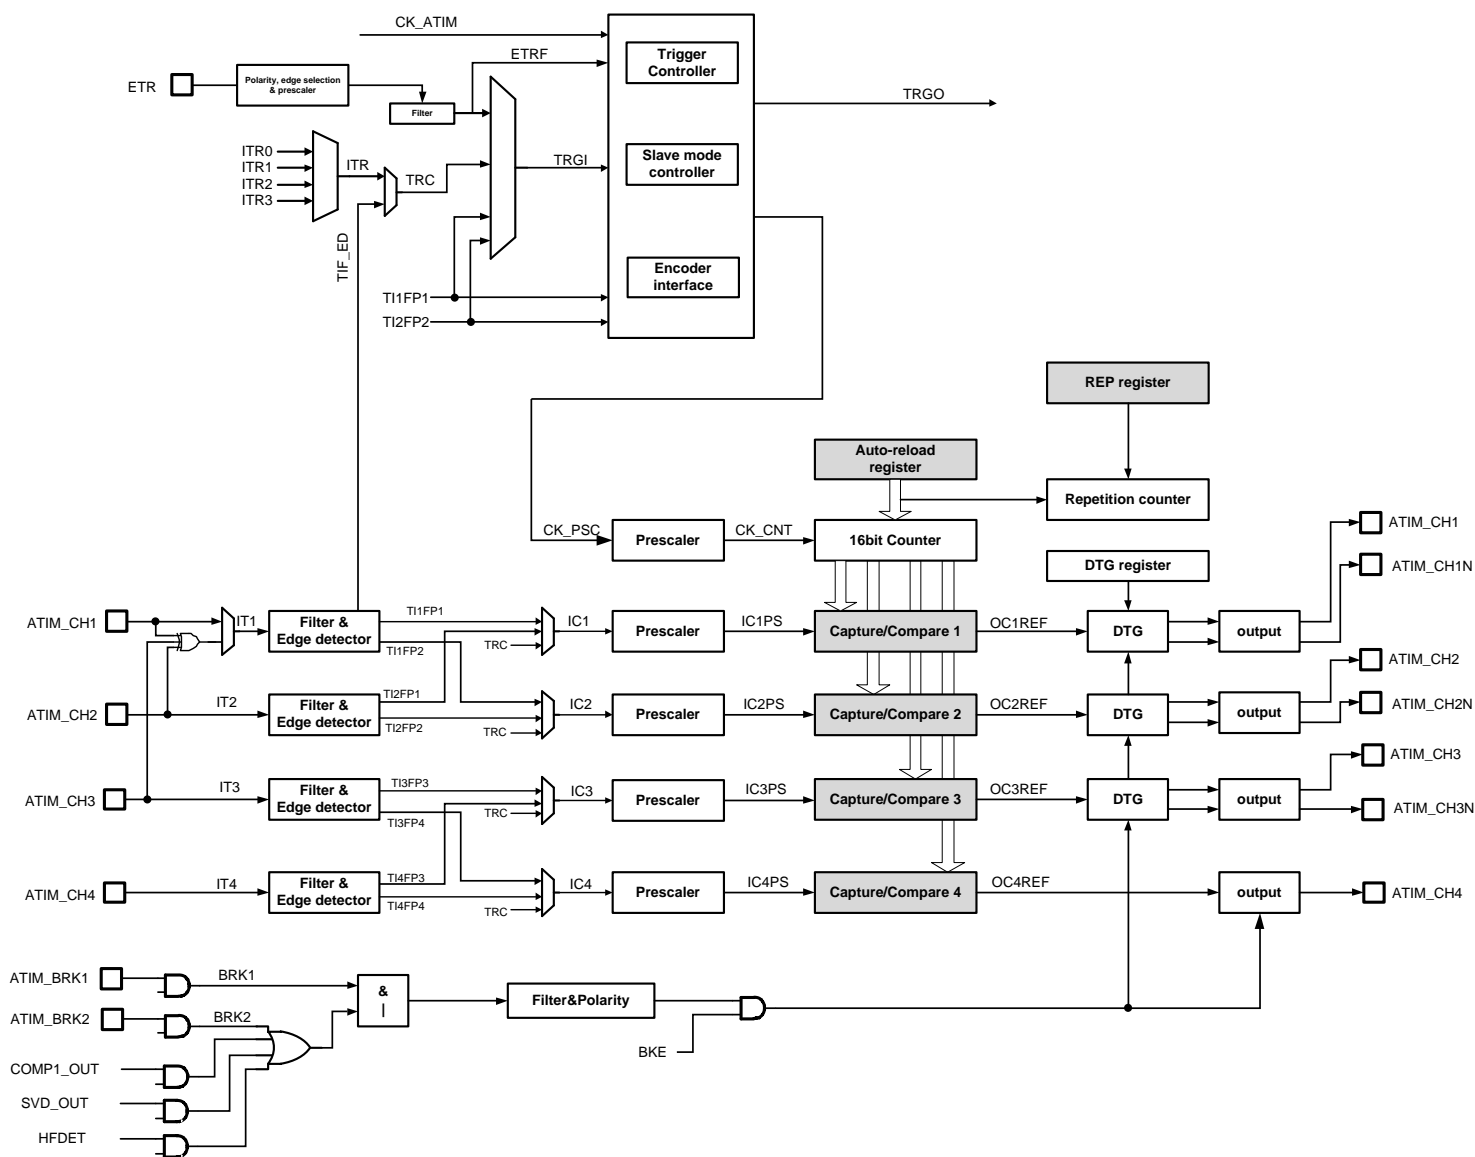 CK_ATIM
ETRF
ETR
Polarity, edge selection
& prescaler
Filter
Trigger
Controller
TRGO
ITR0
ITR1
ITR2
ITR3
ITR
TRC
TRGI
Slave mode
controller
TIF_ED
Encoder
interface
TI1FP1
TI2FP2
REP register
Auto-reload
register
Repetition counter
CK_PSC
Prescaler
CK_CNT
16bit Counter
DTG register
ATIM_CH1
ATIM_CH1N
ATIM_CH1
IT1
Filter &
Edge detector
TI1FP1
TI1FP2
TRC
IC1
Prescaler
IC1PS
Capture/Compare 1
OC1REF
DTG
output
ATIM_CH2
ATIM_CH2N
ATIM_CH2
IT2
Filter &
Edge detector
TI2FP1
TI2FP2
TRC
IC2
Prescaler
IC2PS
Capture/Compare 2
OC2REF
DTG
output
ATIM_CH3
ATIM_CH3N
ATIM_CH3
IT3
Filter &
Edge detector
TI3FP3
TI3FP4
TRC
IC3
Prescaler
IC3PS
Capture/Compare 3
OC3REF
DTG
output
ATIM_CH4
IT4
Filter &
Edge detector
TI4FP3
TI4FP4
TRC
IC4
Prescaler
IC4PS
Capture/Compare 4
OC4REF
output
ATIM_CH4
ATIM_BRK1
BRK1
&
|
Filter&Polarity
ATIM_BRK2
BRK2
BKE
COMP1_OUT
SVD_OUT
HFDET